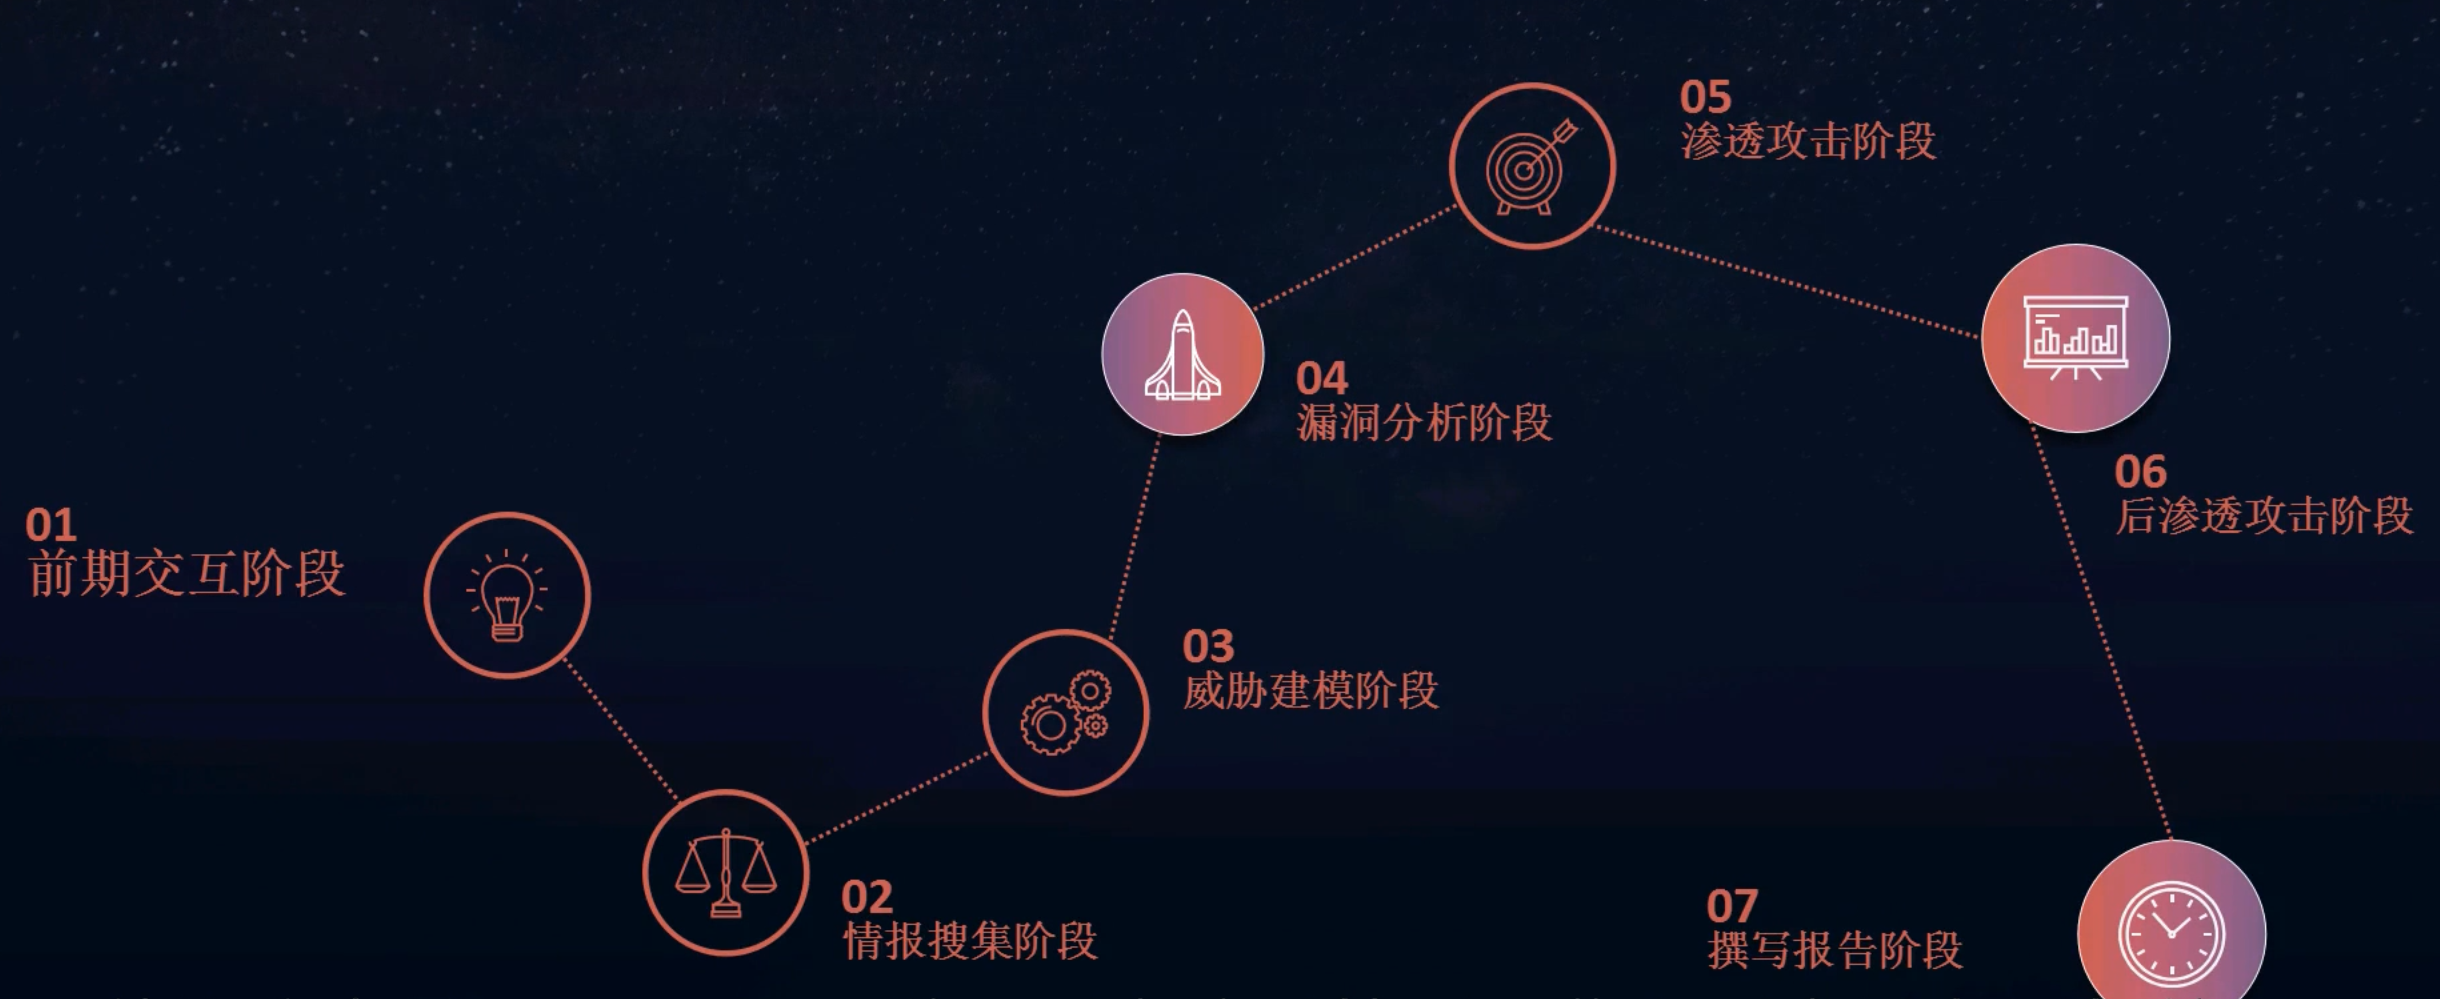 01
前期交互阶段
02
情报搜集阶段
03
威胁建模阶段
04
漏洞分析阶段
05
渗透攻击阶段
06
后渗透攻击阶段
07
撰写报告阶段